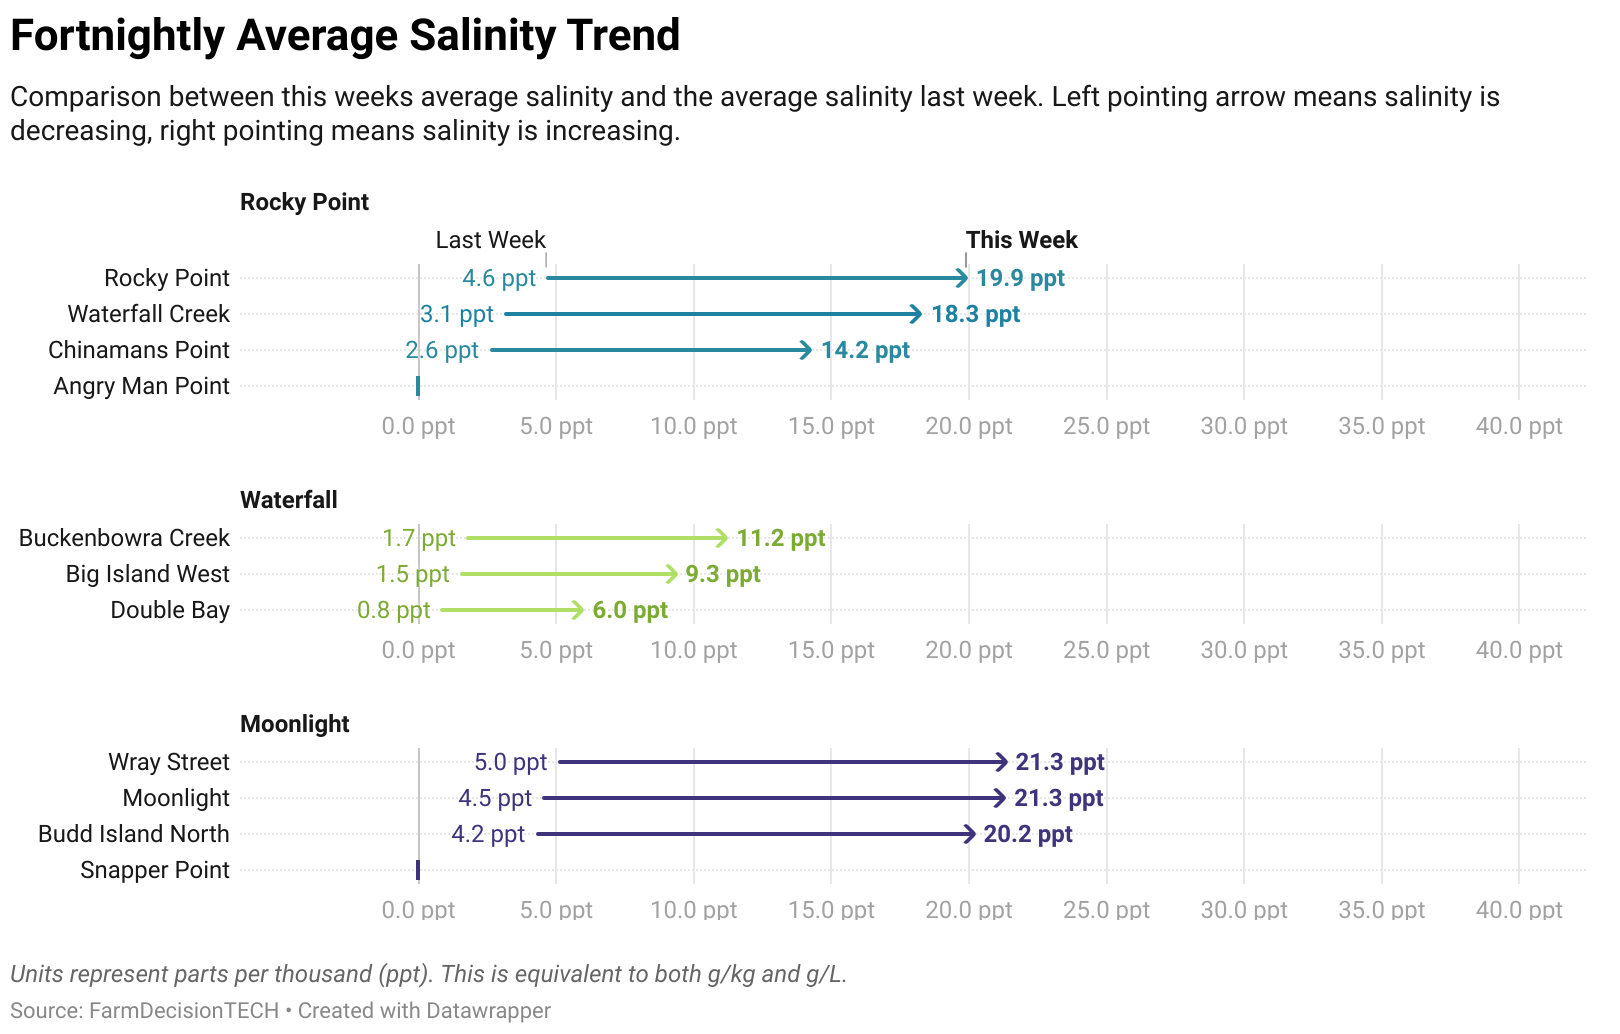 Fortnightly Average Salinity Trend
Comparison between this weeks average salinity and the average salinity last week. Left pointing arrow means salinity is
decreasing, right pointing means salinity is increasing.
Rocky Point
Last Week This Week
Rocky Point 4.6 ppt 19.9 ppt
Waterfall Creek 3.1 ppt 18.3 ppt
Chinamans Point 2.6 ppt 14.2 ppt
Angry Man Point
0.0 ppt 5.0 ppt 10.0 ppt 15.0 ppt 20.0 ppt 25.0 ppt 30.0 ppt 35.0 ppt 40.0 ppt
Waterfall
Buckenbowra Creek 1.7 ppt 11.2 ppt
Big Island West 1.5 ppt 9.3 ppt
Double Bay 0.8 ppt 6.0 ppt
0.0 ppt 5.0 ppt 10.0 ppt 15.0 ppt 20.0 ppt 25.0 ppt 30.0 ppt 35.0 ppt 40.0 ppt
Moonlight
Wray Street 5.0 ppt 21.3 ppt
Moonlight 4.5 ppt 21.3 ppt
Budd Island North 4.2 ppt 20.2 ppt
Snapper Point
0.0 ppt 5.0 ppt 10.0 ppt 15.0 ppt 20.0 ppt 25.0 ppt 30.0 ppt 35.0 ppt 40.0 ppt
Units represent parts per thousand (ppt). This is equivalent to both g/kg and g/L.
Source: FarmDecisionTECH • Created with Datawrapper